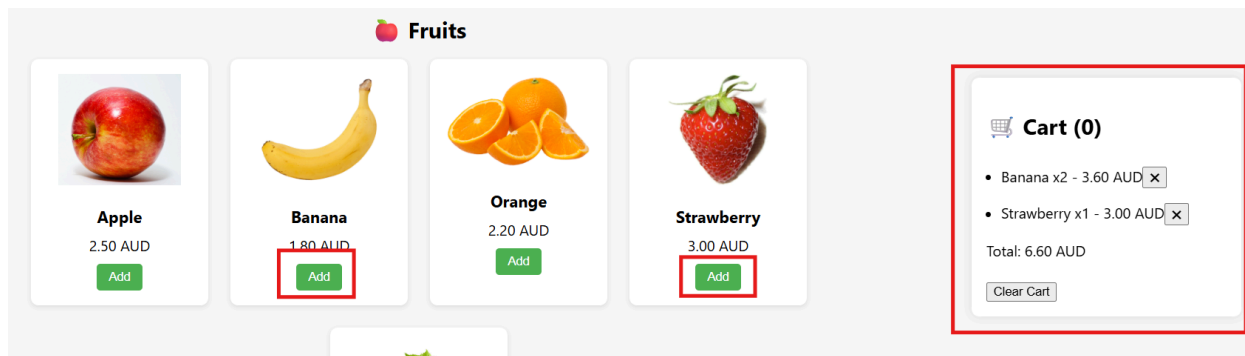 Fruits
Apple
2.50 AUD
Add
Banana
1.80 AUD
Add
Orange
2.20 AUD
Add
Strawberry
3.00 AUD
Add
Cart (0)
Banana x2 - 3.60 AUD
Strawberry x1 - 3.00 AUD
Total: 6.60 AUD
Clear Cart